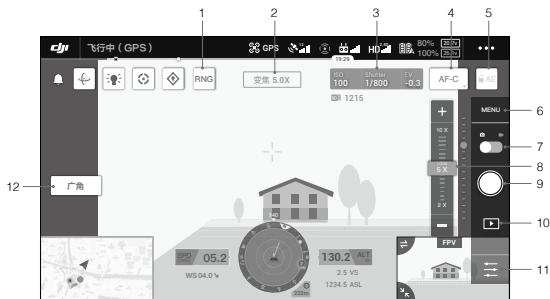 1
2
3
4
5
dji
飞行中 ( GPS )
GPS
HD
80%
100%
19:29
RNG
变焦 5.0X
ISO
100
Shutter
1/800
EV
-0.3
AF-C
AE
1215
MENU
6
7
10 X
5 X
8
2 X
9
12
广角
10
FPV
11
SPD
05.2
WS04.0
N
222m
130.2
ALT
2.5 VS
1234.5 ASL